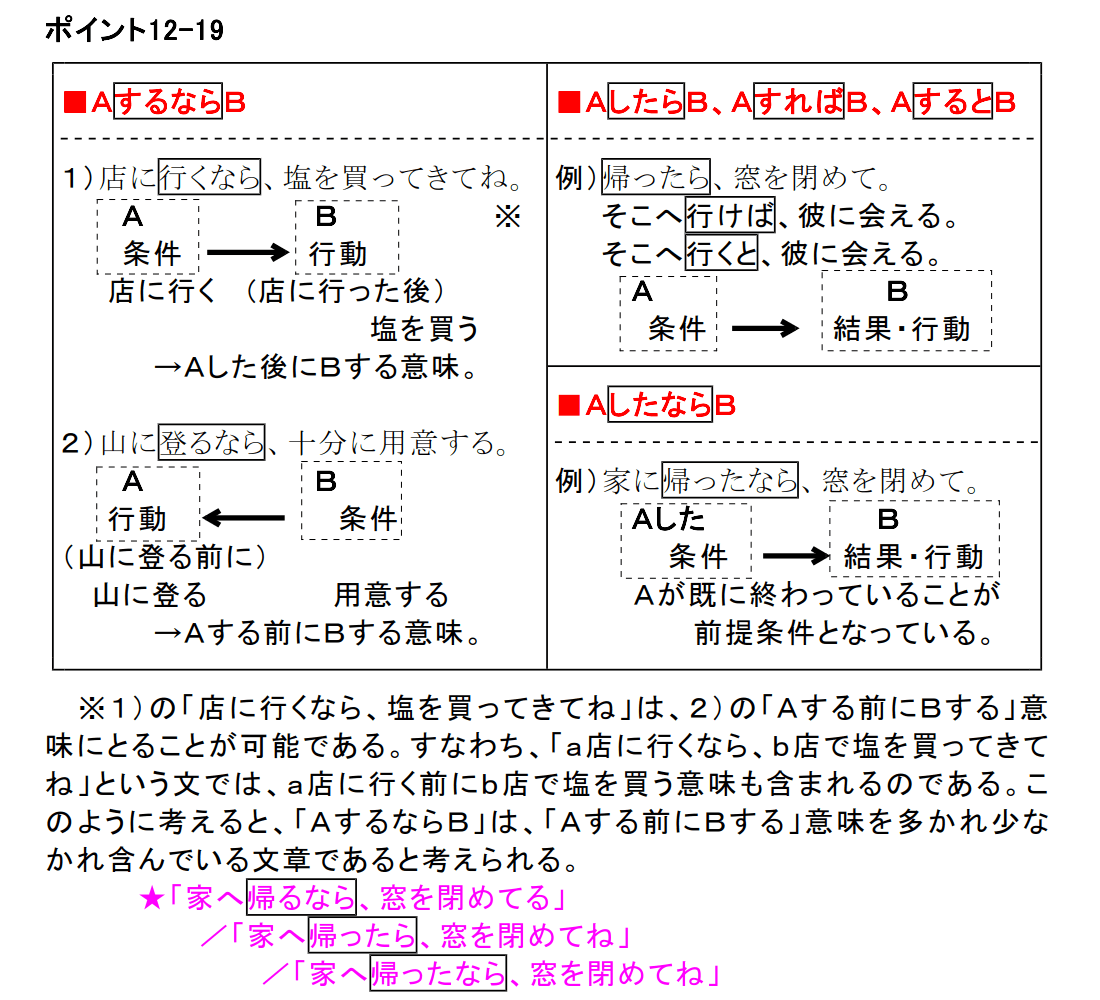 ポイント12-19
■AするならB
1)店に行くなら、塩を買ってきてね。
※
A
条件
B
行動
店に行く (店に行った後)
塩を買う
→Aした後にBする意味。
2)山に登るなら、十分に用意する。
A
行動
B
条件
(山に登る前に)
山に登る 用意する
→Aする前にBする意味。
■AしたらB、AすればB、AするとB
例)帰ったら、窓を閉めて。
そこへ行けば、彼に会える。
そこへ行くと、彼に会える。
A
条件
B
結果・行動
■AしたならB
例)家に帰ったなら、窓を閉めて。
Aした
条件
B
結果・行動
Aが既に終わっていることが
前提条件となっている。
※1)の「店に行くなら、塩を買ってきてね」は、2)の「Aする前にBする」意
味にとることが可能である。すなわち、「a店に行くなら、b店で塩を買ってきて
ね」という文では、a店に行く前にb店で塩を買う意味も含まれるのである。こ
のように考えると、「AするならB」は、「Aする前にBする」意味を多かれ少な
かれ含んでいる文章であると考えられる。
★「家へ帰るなら、窓を閉めてる」
/「家へ帰ったら、窓を閉めてね」
/「家へ帰ったなら、窓を閉めてね」